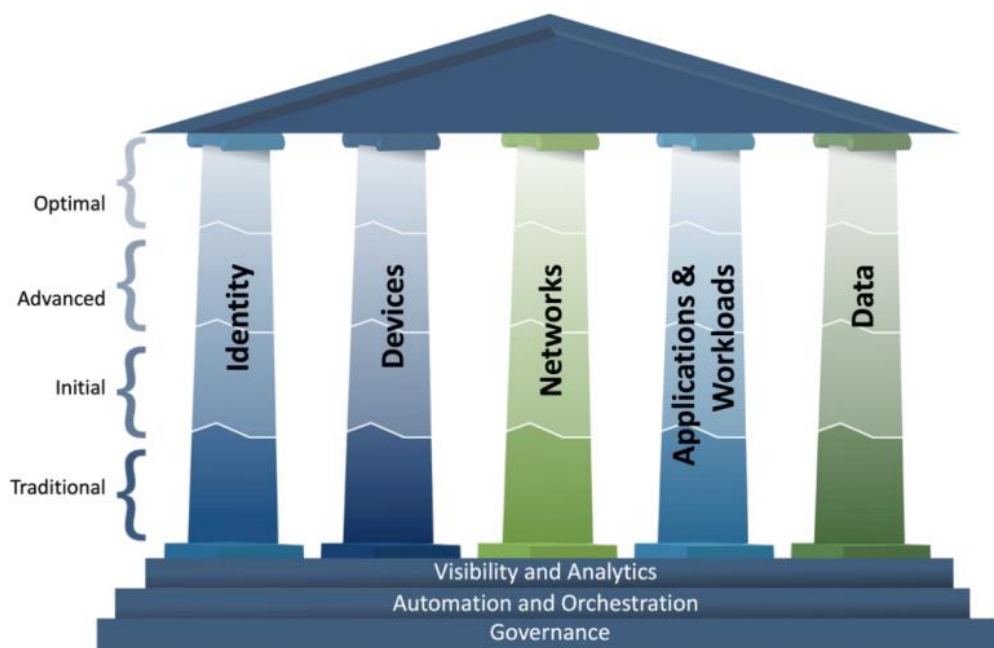 Optimal
Advanced
Initial
Traditional
Identity
Devices
Networks
Applications &
Workloads
Data
Visibility and Analytics
Automation and Orchestration
Governance